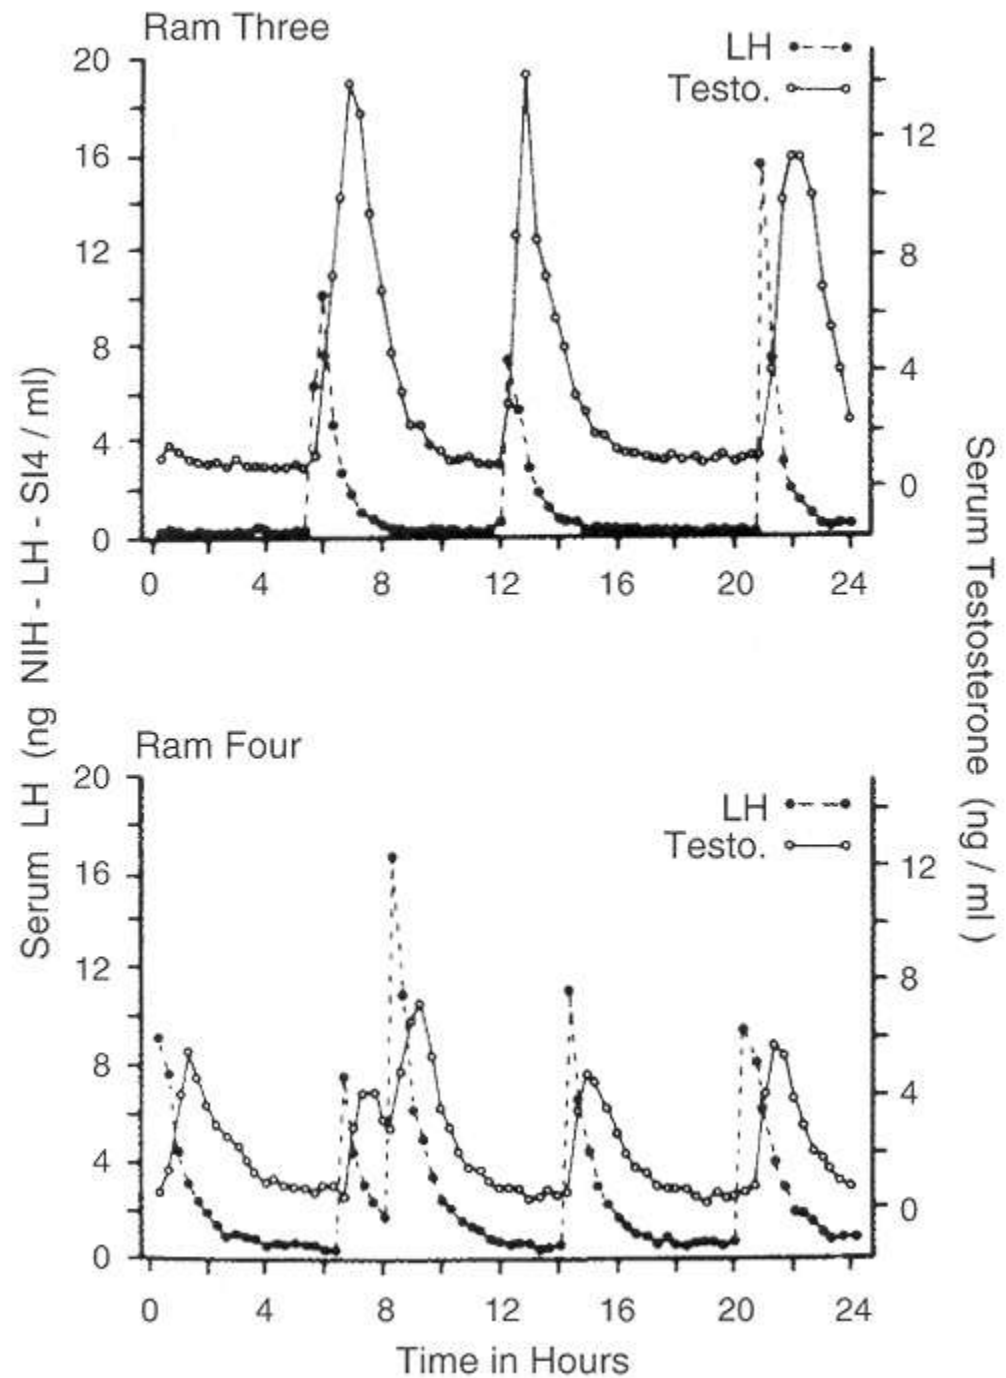 Ram Three
LH
Testo.
20
16
12
8
4
0
12
8
4
0
0 4 8 12 16 20 24
Serum LH (ng NIH - LH - SI4 / ml)
Serum Testosterone (ng / ml)
Ram Four
LH
Testo.
20
16
12
8
4
0
12
8
4
0
0 4 8 12 16 20 24
Time in Hours